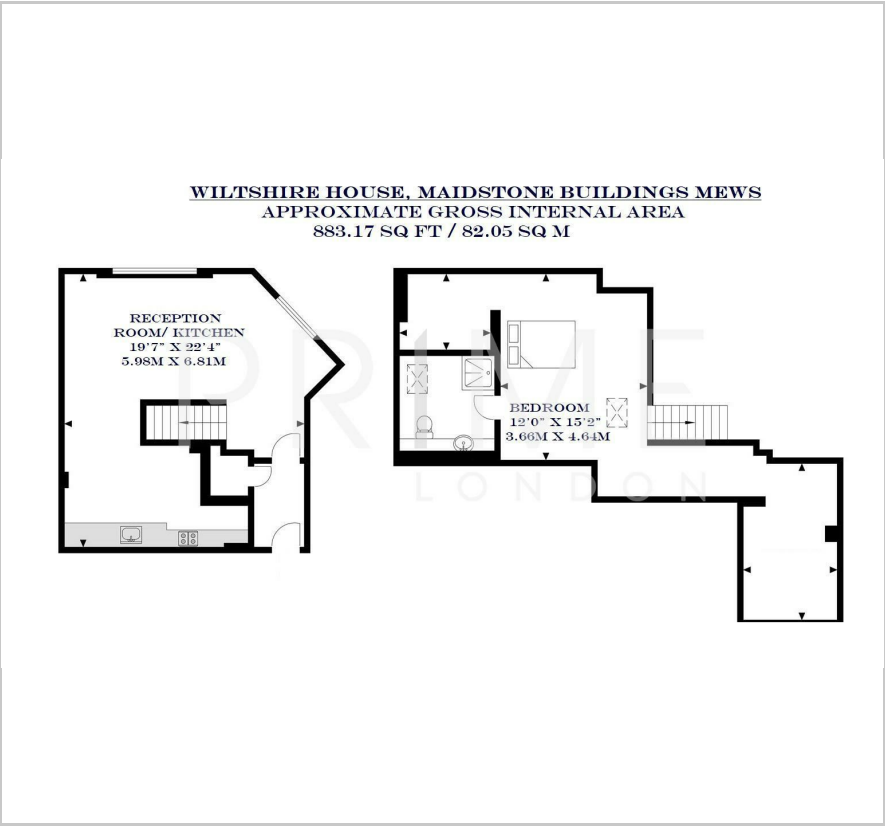 WILTSHIRE HOUSE, MAIDSTONE BUILDINGS MEWS
APPROXIMATE GROSS INTERNAL AREA
883.17 SQ FT / 82.05 SQ M
RECEPTION
ROOM/ KITCHEN
19'7" X 22'4"
5.98M X 6.81M
BEDROOM
12'0" X 15'2"
3.66M X 4.64M
PRIME
LONDON